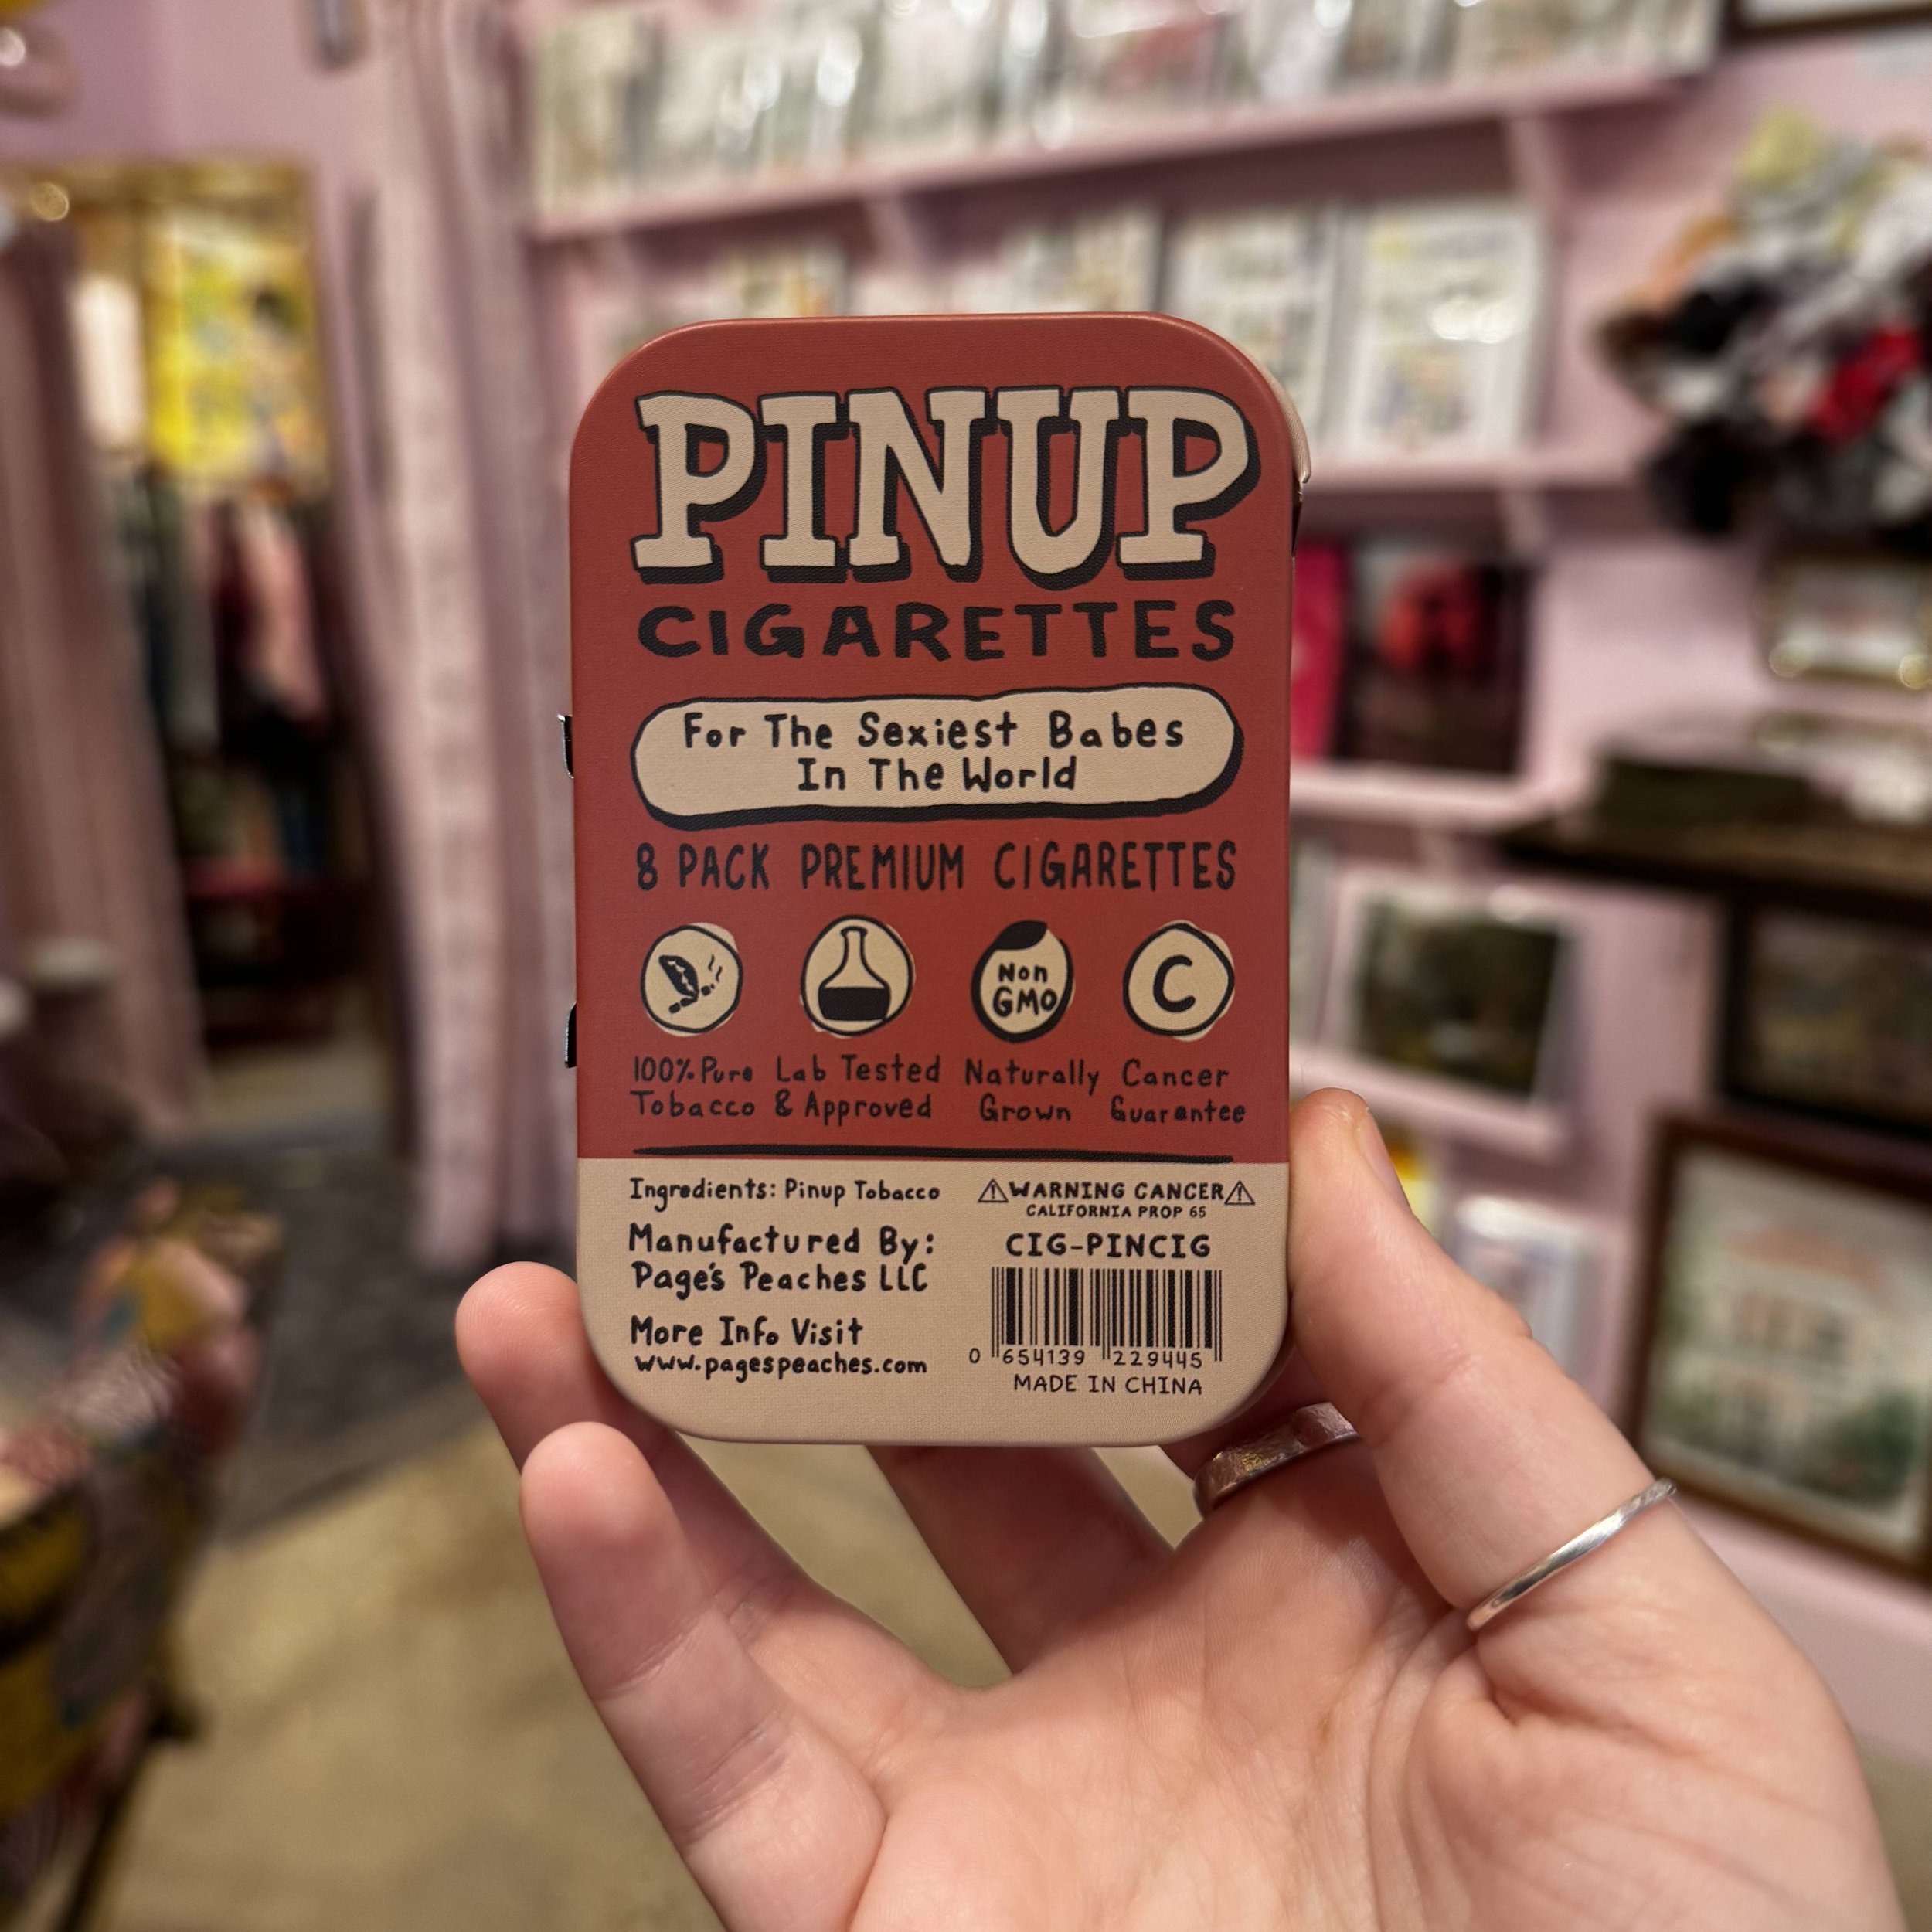 PINUP
CIGARETTES
For The Sexiest Babes
In The World
8 PACK PREMIUM CIGARETTES
Non
GMO
C
100% Pure
Tobacco
Lab Tested
& Approved
Naturally
Grown
Cancer
Guarantee
Ingredients: Pinup Tobacco
Manufactured By:
Page's Peaches LLC
More Info Visit
www.pagespeaches.com
WARNING CANCER
CALIFORNIA PROP 65
CIG-PINCIG
0 654139 229445
MADE IN CHINA